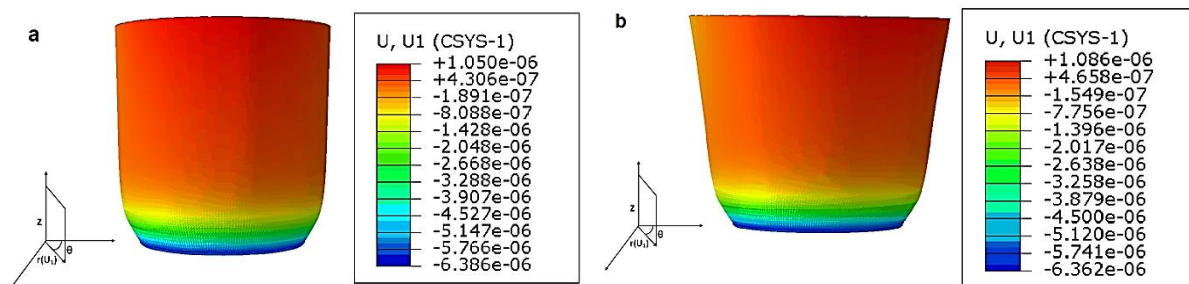 a
U, U1 (CSYS-1)
+1.050e-06
+4.306e-07
-1.891e-07
-8.088e-07
-1.428e-06
-2.048e-06
-2.668e-06
-3.288e-06
-3.907e-06
-4.527e-06
-5.147e-06
-5.766e-06
-6.386e-06
z
θ
r(U₁)
b
U, U1 (CSYS-1)
+1.086e-06
+4.658e-07
-1.549e-07
-7.756e-07
-1.396e-06
-2.017e-06
-2.638e-06
-3.258e-06
-3.879e-06
-4.500e-06
-5.120e-06
-5.741e-06
-6.362e-06
z
θ
r(U₁)